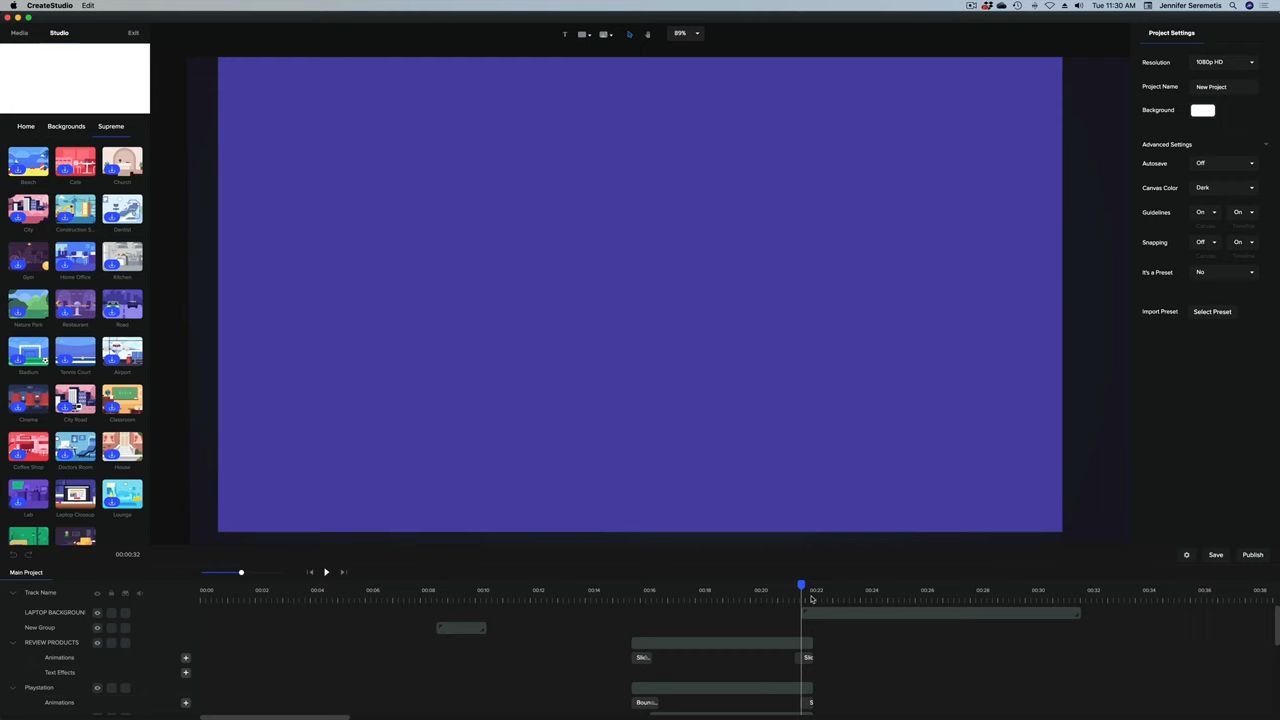 CreateStudio Edit Tue 11:30 AM Jennifer Seremetis
Media Studio Exit T 89% Project Settings
Resolution 1080p HD
Project Name New Project
Background
Home Backgrounds Supreme
Advanced Settings
Autosave Off
Beach Cafe Church
Canvas Color Dark
Guidelines On On
Canvas Timeline
City Construction S... Dentist
Snapping Off On
Canvas Timeline
It's a Preset No
Gym Home Office Kitchen
Import Preset Select Preset
Nature Park Restaurant Road
Stadium Tennis Court Airport
Cinema City Road Classroom
Coffee Shop Doctors Room House
Lab Laptop Closeup Lounge
00:00:32 Save Publish
Main Project
Track Name 00:00 00:02 00:04 00:06 00:08 00:10 00:12 00:14 00:16 00:18 00:20 00:22 00:24 00:26 00:28 00:30 00:32 00:34 00:36 00:38
LAPTOP BACKGROUN
New Group
REVIEW PRODUCTS
Animations + Slid... Slic
Text Effects +
Playstation
Animations + Boun... S